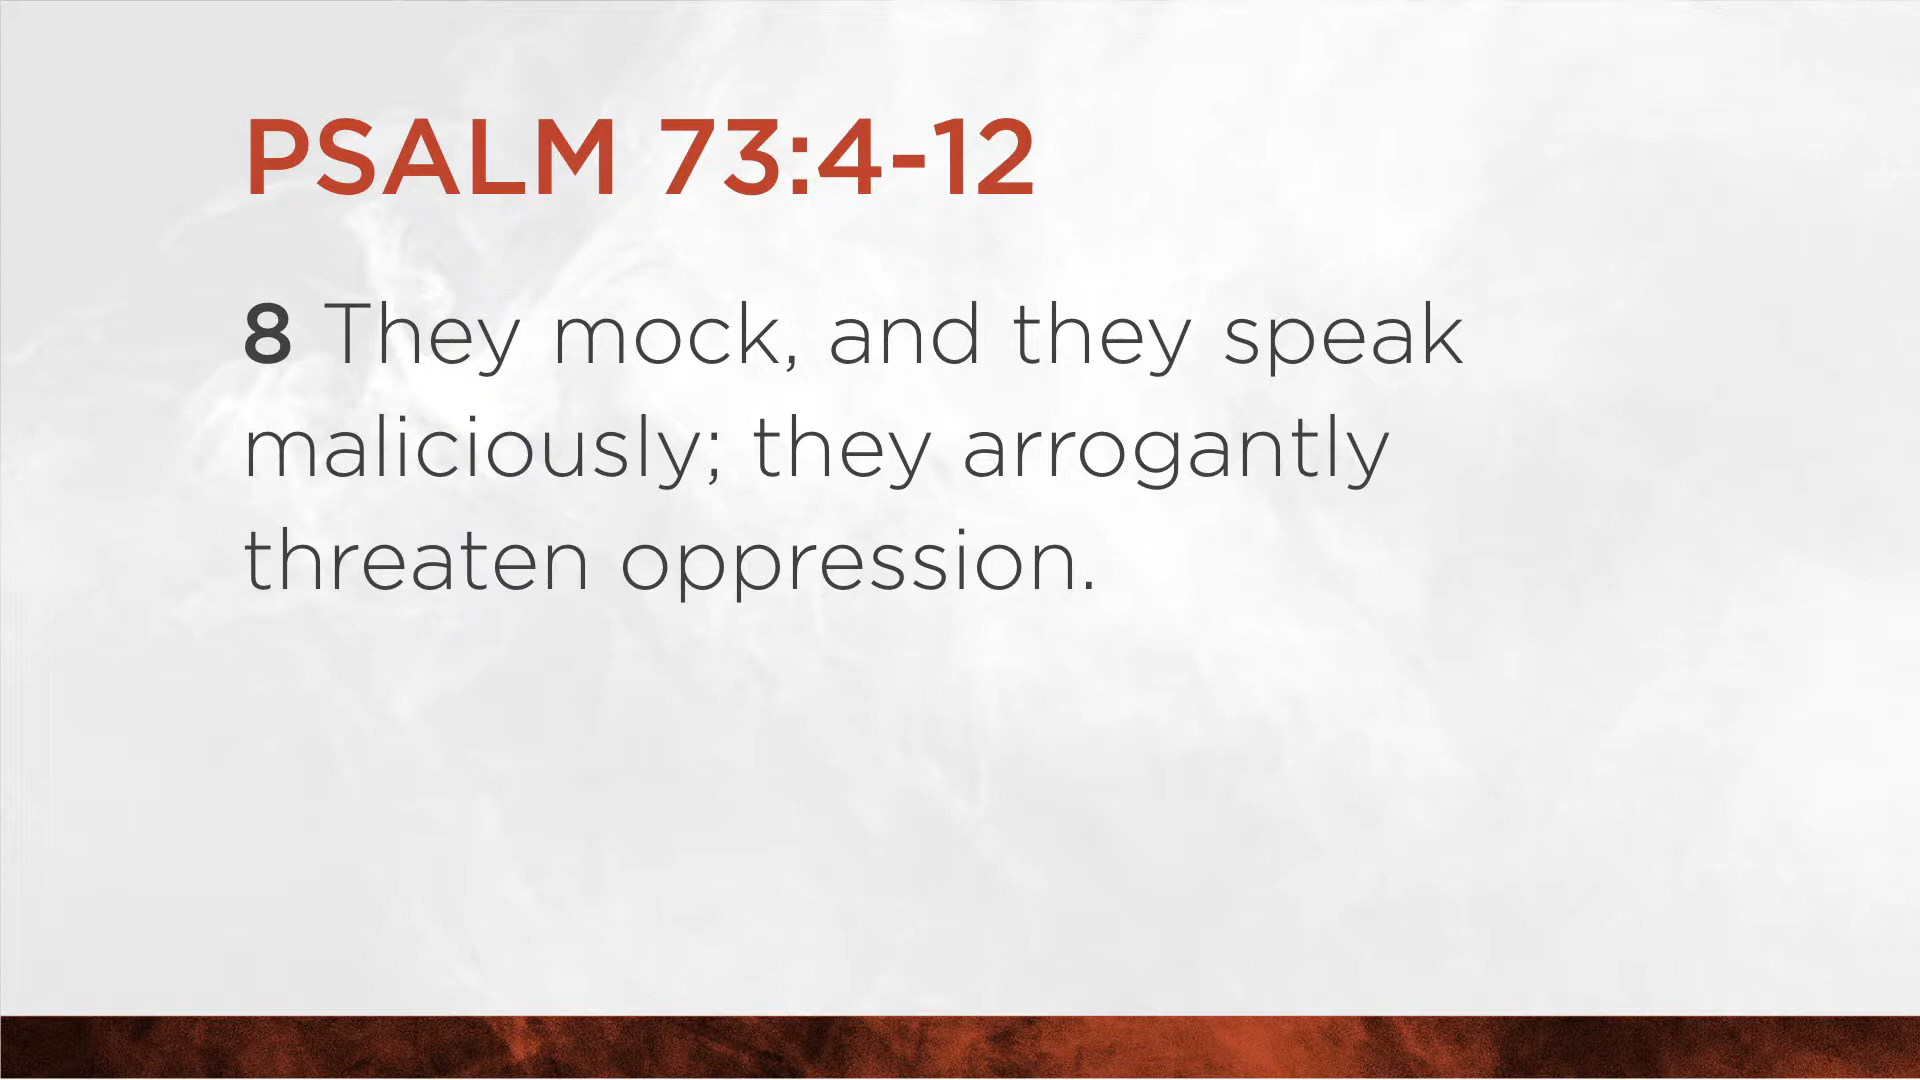 PSALM 73:4-12
8 They mock, and they speak
maliciously; they arrogantly
threaten oppression.